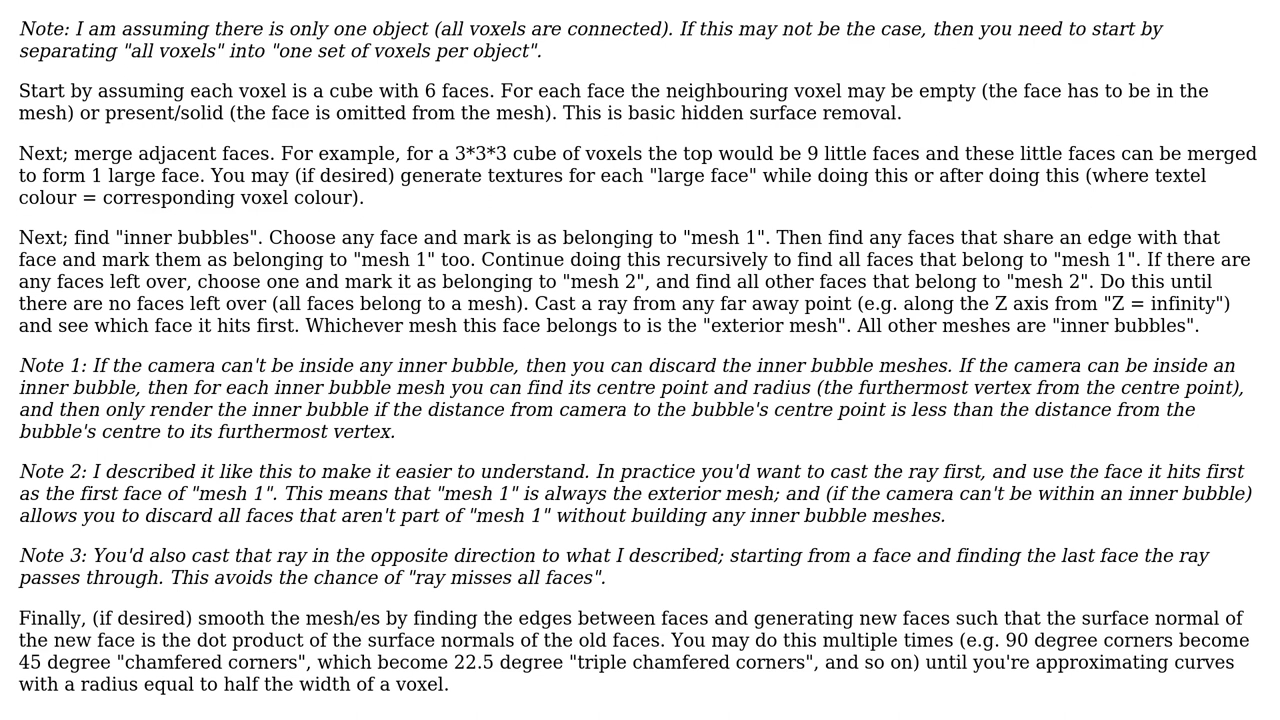 Note: I am assuming there is only one object (all voxels are connected). If this may not be the case, then you need to start by
separating "all voxels" into "one set of voxels per object".
Start by assuming each voxel is a cube with 6 faces. For each face the neighbouring voxel may be empty (the face has to be in the
mesh) or present/solid (the face is omitted from the mesh). This is basic hidden surface removal.
Next; merge adjacent faces. For example, for a 3*3*3 cube of voxels the top would be 9 little faces and these little faces can be merged
to form 1 large face. You may (if desired) generate textures for each "large face" while doing this or after doing this (where textel
colour = corresponding voxel colour).
Next; find "inner bubbles". Choose any face and mark is as belonging to "mesh 1". Then find any faces that share an edge with that
face and mark them as belonging to "mesh 1" too. Continue doing this recursively to find all faces that belong to "mesh 1". If there are
any faces left over, choose one and mark it as belonging to "mesh 2", and find all other faces that belong to "mesh 2". Do this until
there are no faces left over (all faces belong to a mesh). Cast a ray from any far away point (e.g. along the Z axis from "Z = infinity")
and see which face it hits first. Whichever mesh this face belongs to is the "exterior mesh". All other meshes are "inner bubbles".
Note 1: If the camera can't be inside any inner bubble, then you can discard the inner bubble meshes. If the camera can be inside an
inner bubble, then for each inner bubble mesh you can find its centre point and radius (the furthermost vertex from the centre point),
and then only render the inner bubble if the distance from camera to the bubble's centre point is less than the distance from the
bubble's centre to its furthermost vertex.
Note 2: I described it like this to make it easier to understand. In practice you'd want to cast the ray first, and use the face it hits first
as the first face of "mesh 1". This means that "mesh 1" is always the exterior mesh; and (if the camera can't be within an inner bubble)
allows you to discard all faces that aren't part of "mesh 1" without building any inner bubble meshes.
Note 3: You'd also cast that ray in the opposite direction to what I described; starting from a face and finding the last face the ray
passes through. This avoids the chance of "ray misses all faces".
Finally, (if desired) smooth the mesh/es by finding the edges between faces and generating new faces such that the surface normal of
the new face is the dot product of the surface normals of the old faces. You may do this multiple times (e.g. 90 degree corners become
45 degree "chamfered corners", which become 22.5 degree "triple chamfered corners", and so on) until you're approximating curves
with a radius equal to half the width of a voxel.